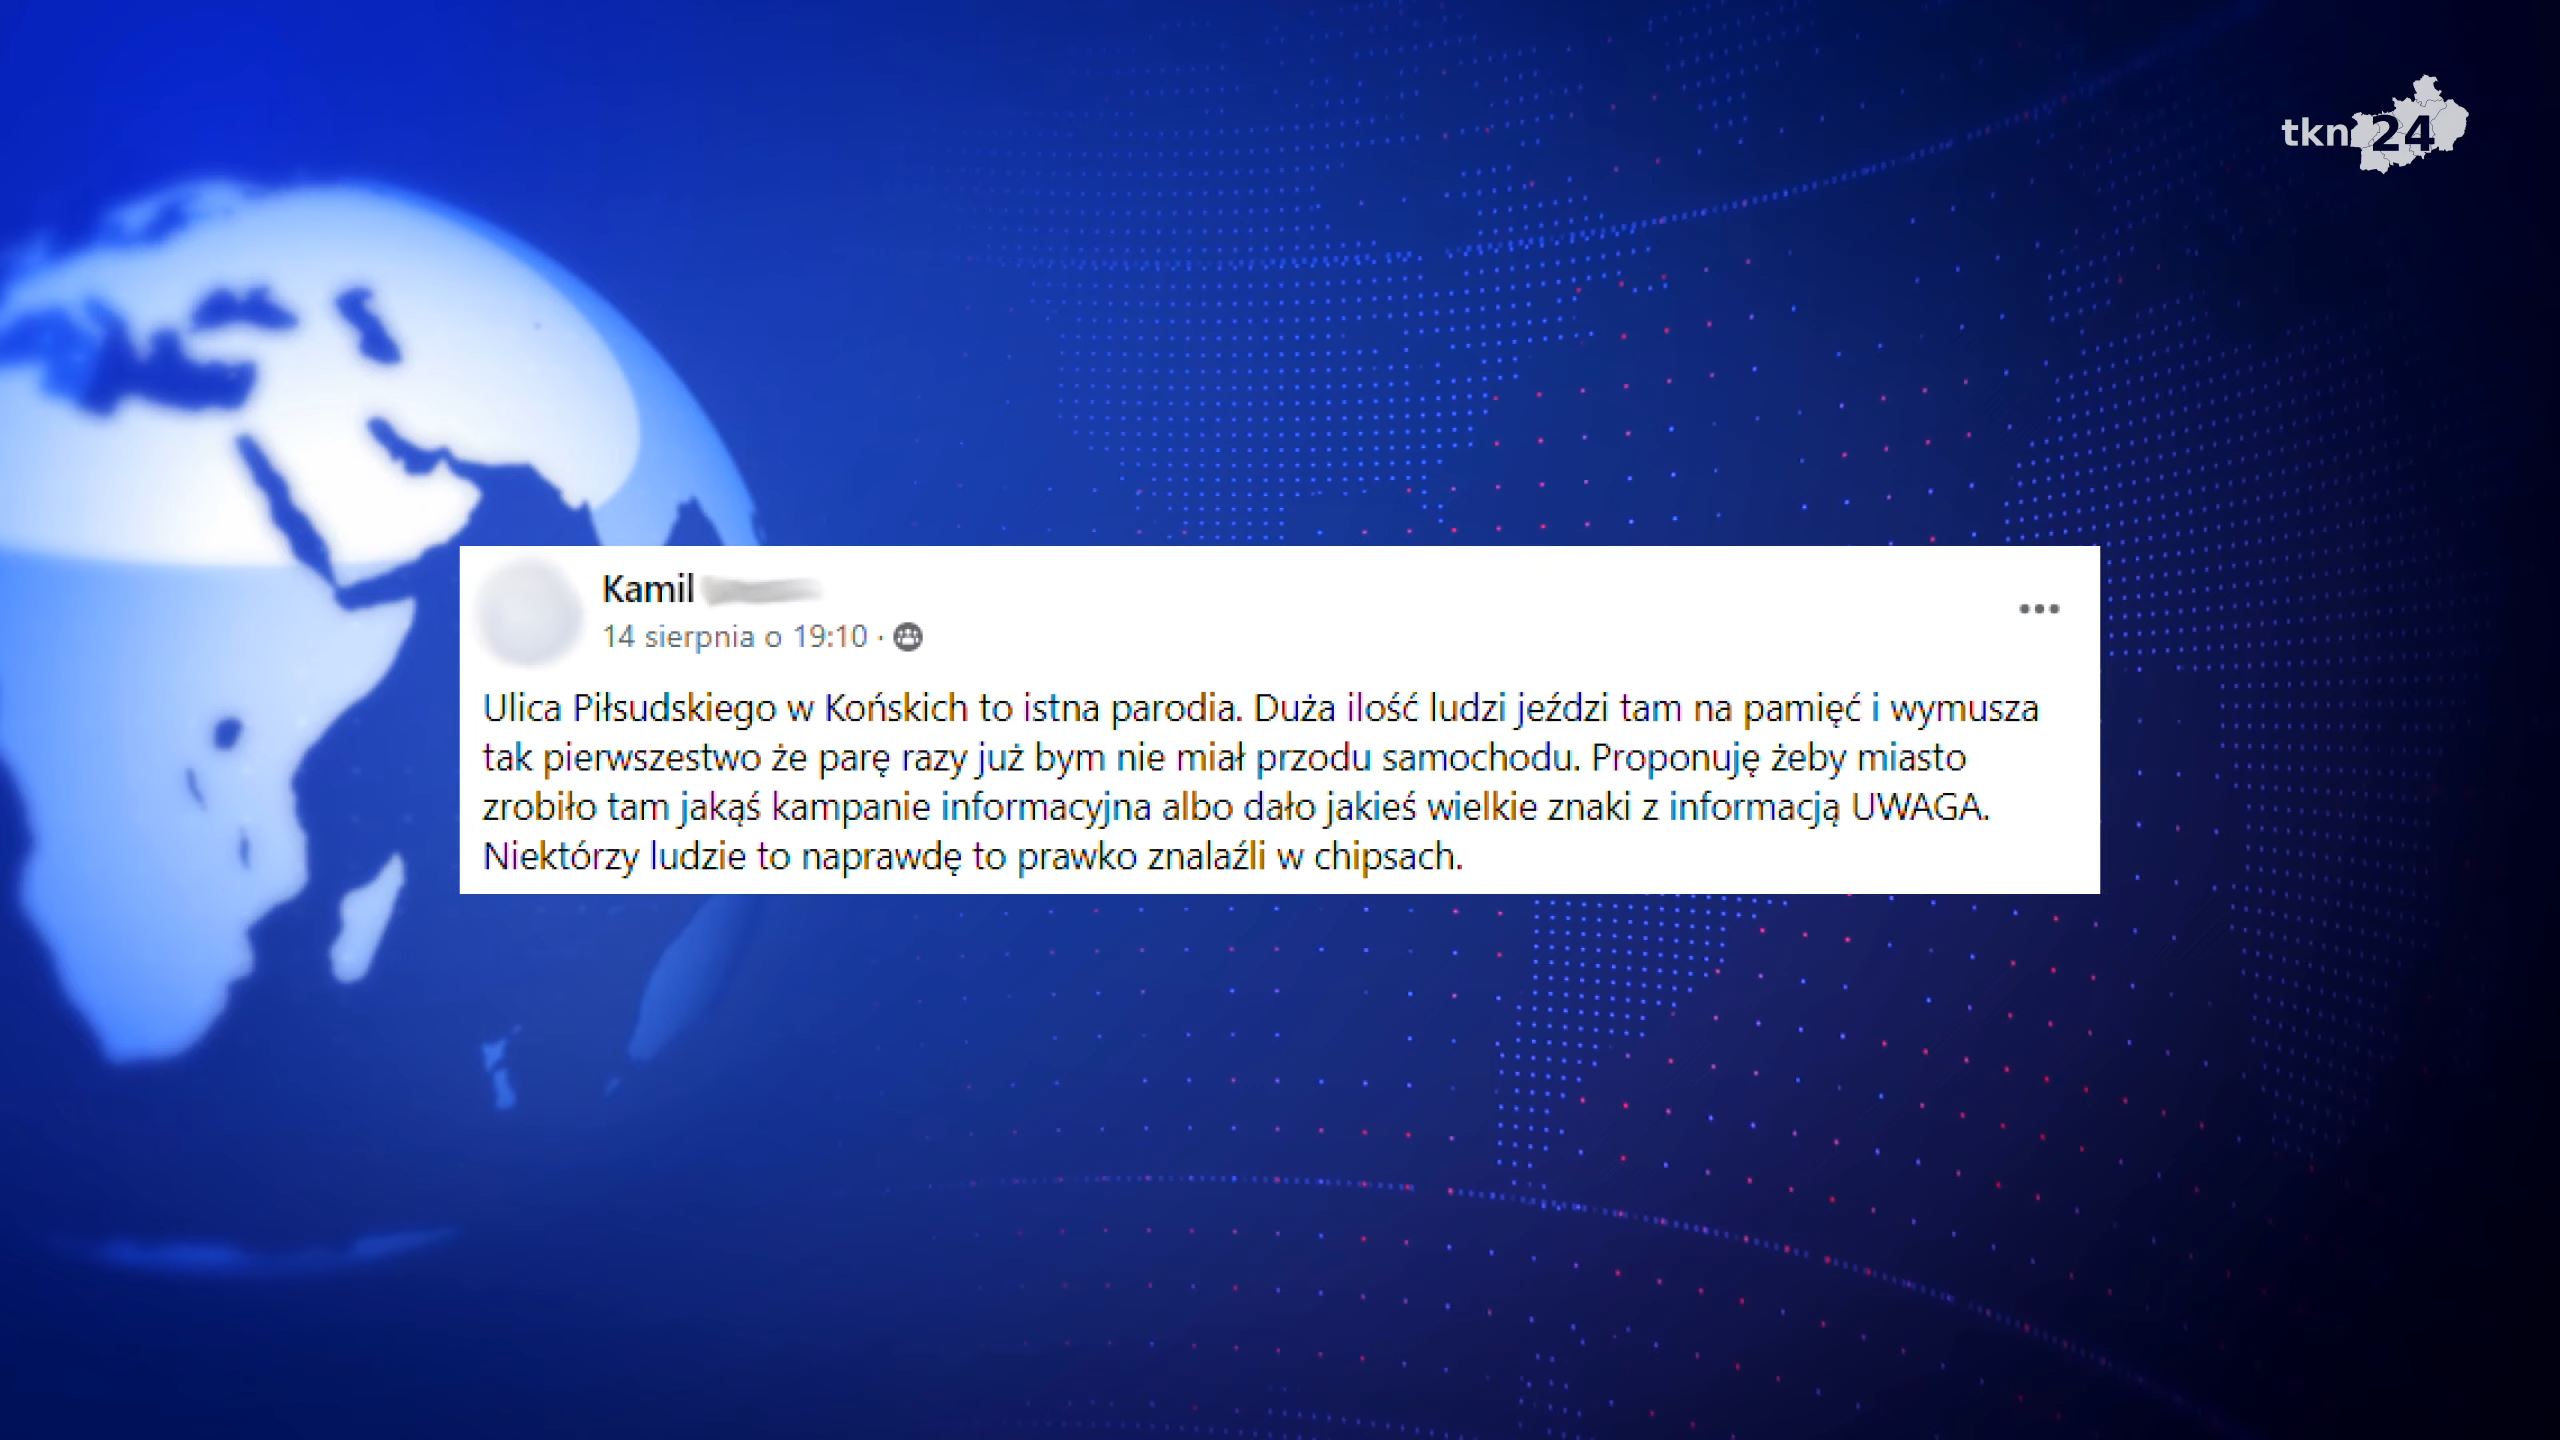 tkn24
Kamil
14 sierpnia o 19:10 ·
Ulica Piłsudskiego w Końskich to istna parodia. Duża ilość ludzi jeździ tam na pamięć i wymusza
tak pierwszestwo że parę razy już bym nie miał przodu samochodu. Proponuję żeby miasto
zrobiło tam jakąś kampanie informacyjna albo dało jakieś wielkie znaki z informacją UWAGA.
Niektórzy ludzie to naprawdę to prawko znalaźli w chipsach.